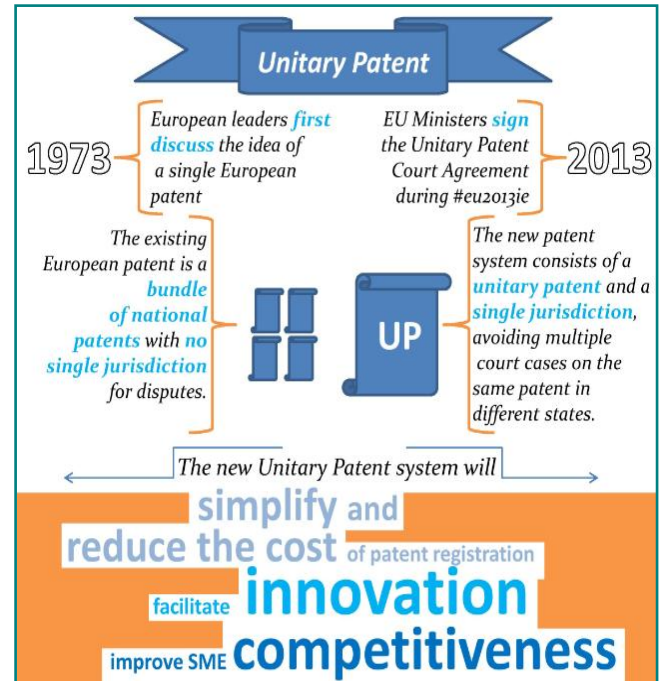 Unitary Patent
1973
European leaders first
discuss the idea of
a single European
patent
EU Ministers sign
the Unitary Patent
Court Agreement
during #eu2013ie
2013
The existing
European patent is a
bundle
of national
patents with no
single jurisdiction
for disputes.
UP
The new patent
system consists of a
unitary patent and a
single jurisdiction,
avoiding multiple
court cases on the
same patent in
different states.
The new Unitary Patent system will
simplify and
reduce the cost of patent registration
facilitate innovation
improve SME competitiveness